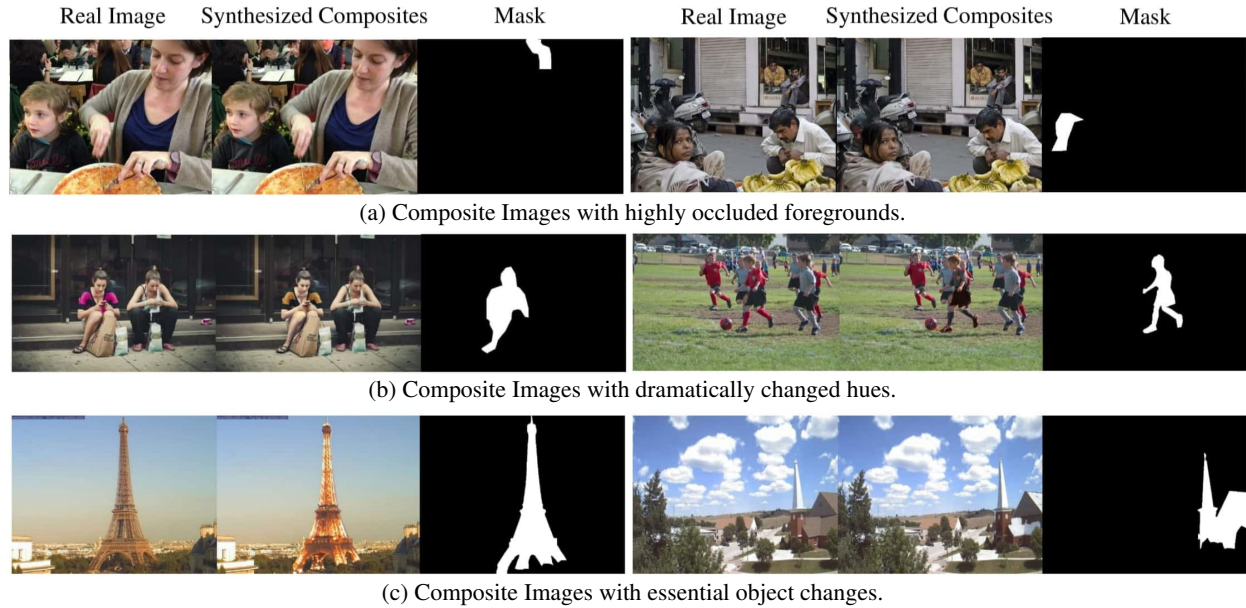 Real Image Synthesized Composites Mask Real Image Synthesized Composites Mask
(a) Composite Images with highly occluded foregrounds.
(b) Composite Images with dramatically changed hues.
(c) Composite Images with essential object changes.